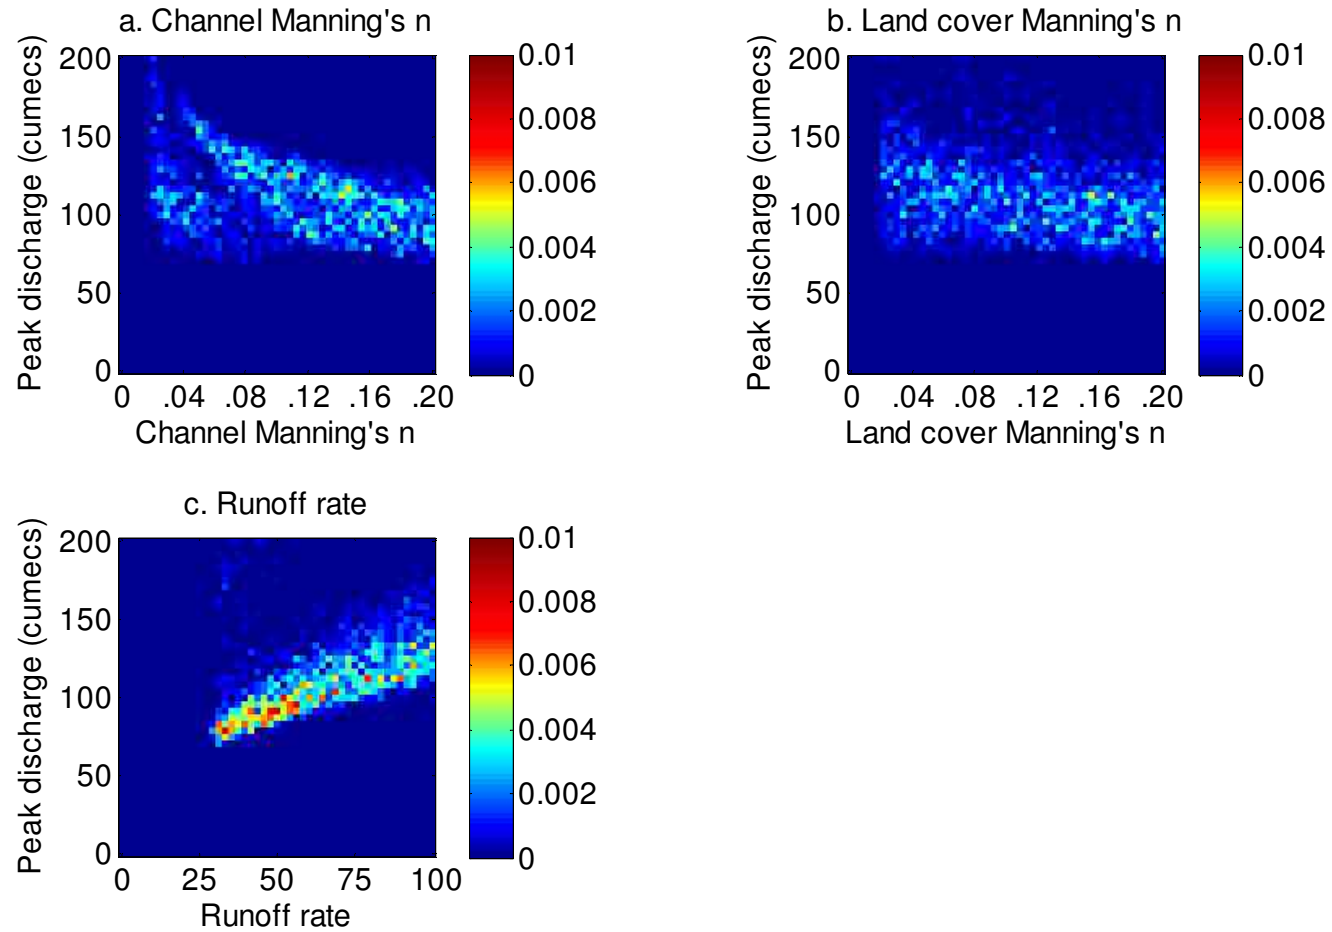 a. Channel Manning's n
Peak discharge (cumecs)
200
150
100
50
0
0 .04 .08 .12 .16 .20
Channel Manning's n
0.01
0.008
0.006
0.004
0.002
0
b. Land cover Manning's n
Peak discharge (cumecs)
200
150
100
50
0
0 .04 .08 .12 .16 .20
Land cover Manning's n
0.01
0.008
0.006
0.004
0.002
0
c. Runoff rate
Peak discharge (cumecs)
200
150
100
50
0
0 25 50 75 100
Runoff rate
0.01
0.008
0.006
0.004
0.002
0